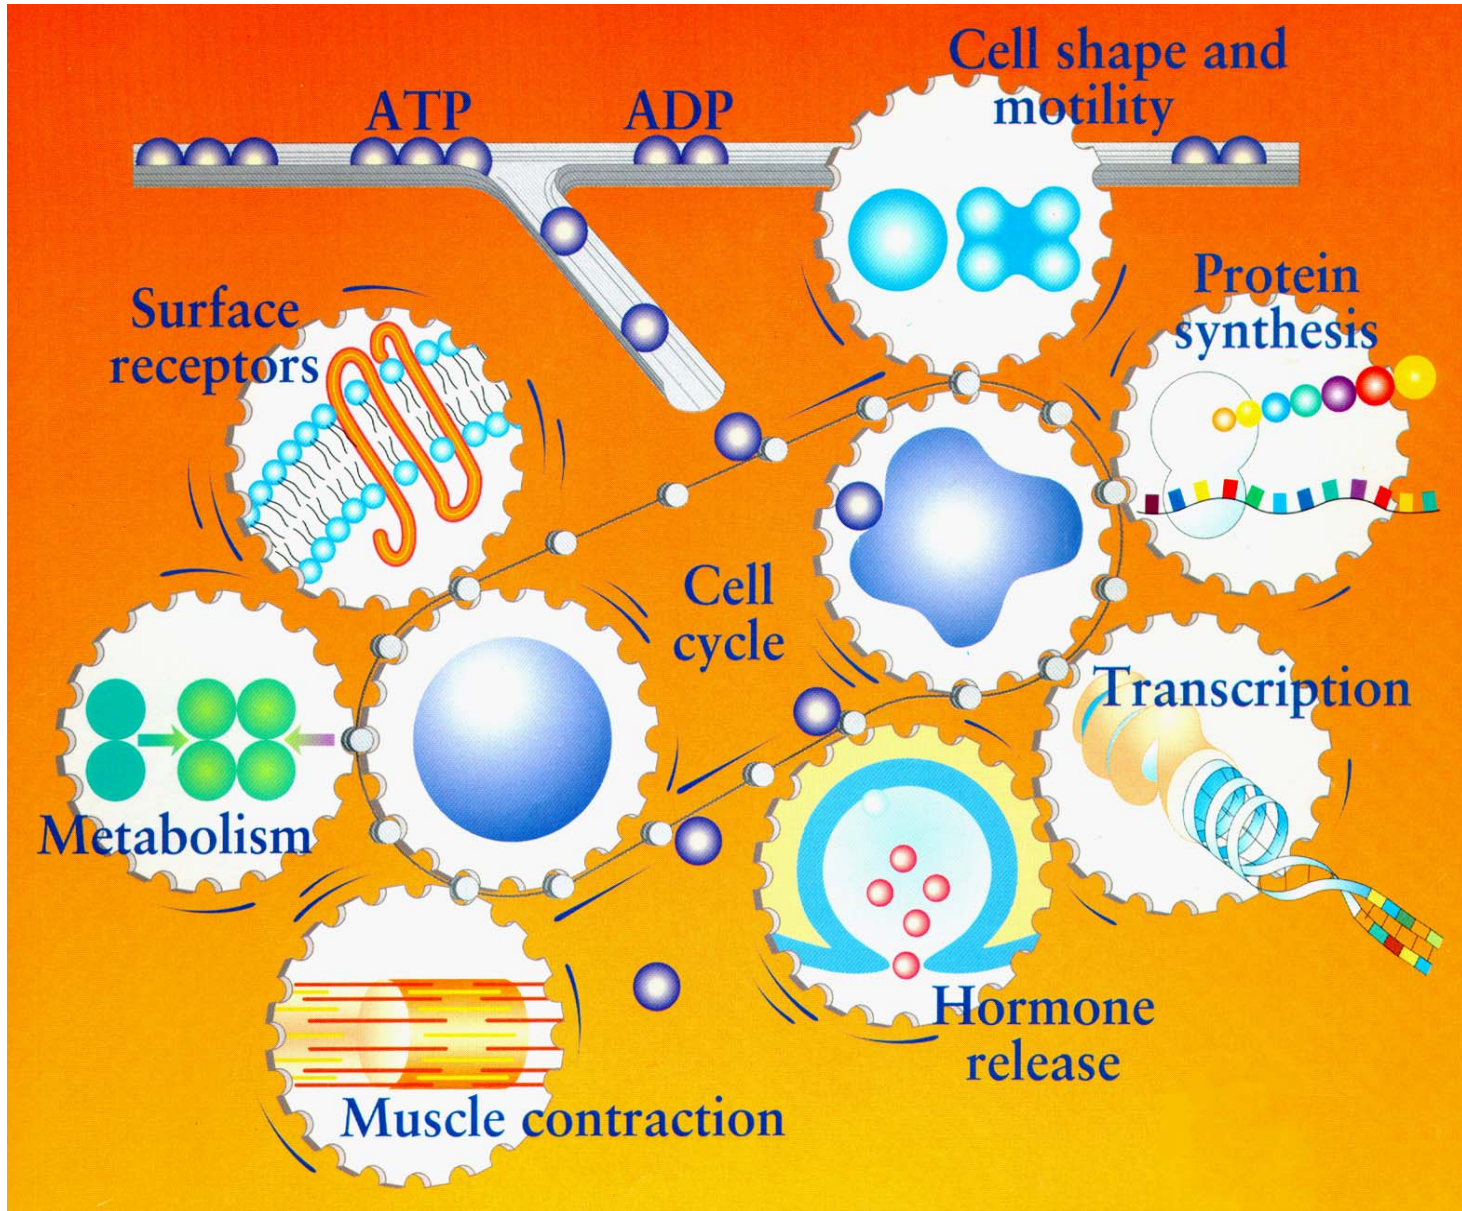 Cell shape and
motility
ATP
ADP
Protein
synthesis
Surface
receptors
Cell
cycle
Transcription
Metabolism
Hormone
release
Muscle contraction